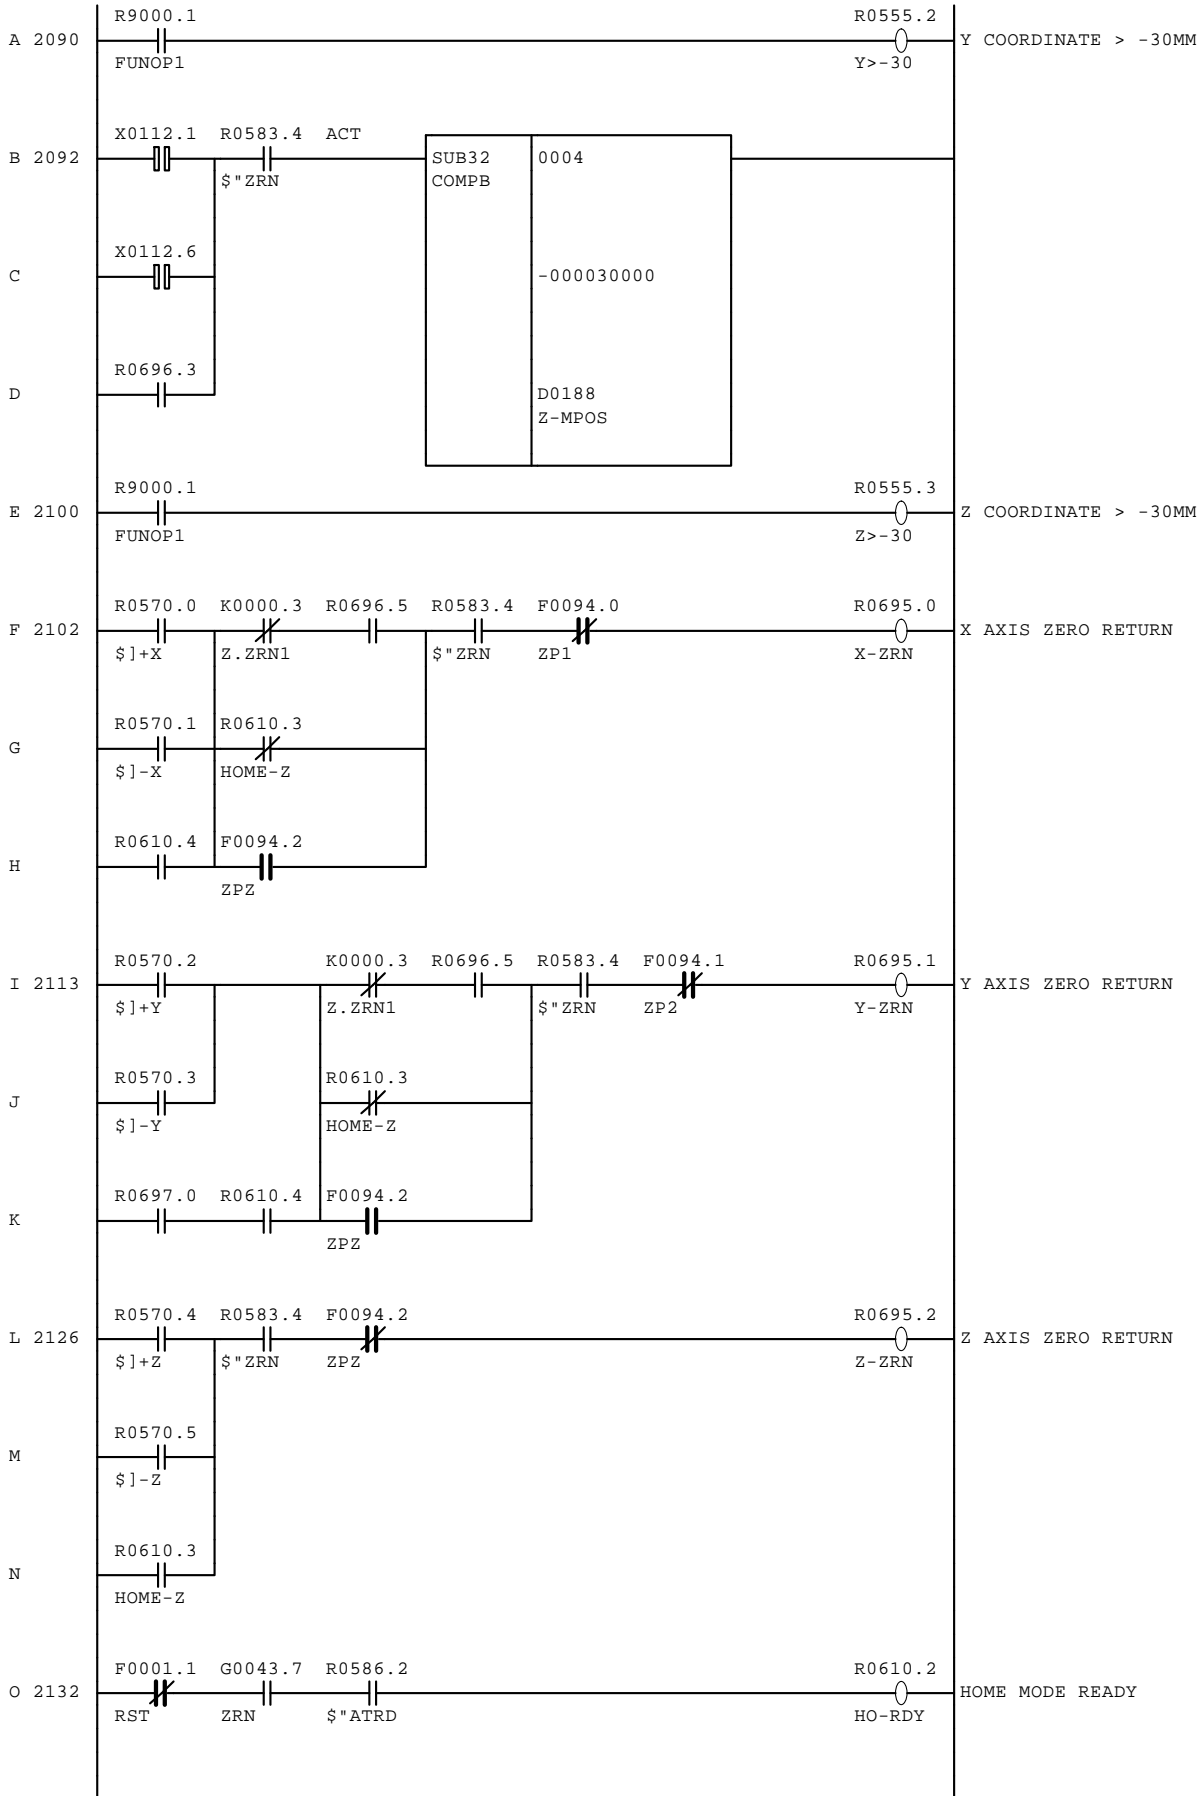 R9000.1 R0555.2
A 2090 Y COORDINATE > -30MM
FUNOP1 Y>-30
X0112.1 R0583.4 ACT
B 2092 SUB32 0004
$"ZRN COMPB
X0112.6
C -000030000
R0696.3
D D0188
Z-MPOS
R9000.1 R0555.3
E 2100 Z COORDINATE > -30MM
FUNOP1 Z>-30
R0570.0 K0000.3 R0696.5 R0583.4 F0094.0 R0695.0
F 2102 X AXIS ZERO RETURN
$]+X Z.ZRN1 $"ZRN ZP1 X-ZRN
R0570.1 R0610.3
G
$]-X HOME-Z
R0610.4 F0094.2
H
ZPZ
R0570.2 K0000.3 R0696.5 R0583.4 F0094.1 R0695.1
I 2113 Y AXIS ZERO RETURN
$]+Y Z.ZRN1 $"ZRN ZP2 Y-ZRN
R0570.3 R0610.3
J
$]-Y HOME-Z
R0697.0 R0610.4 F0094.2
K
ZPZ
R0570.4 R0583.4 F0094.2 R0695.2
L 2126 Z AXIS ZERO RETURN
$]+Z $"ZRN ZPZ Z-ZRN
R0570.5
M
$]-Z
R0610.3
N
HOME-Z
F0001.1 G0043.7 R0586.2 R0610.2
O 2132 HOME MODE READY
RST ZRN $"ATRD HO-RDY